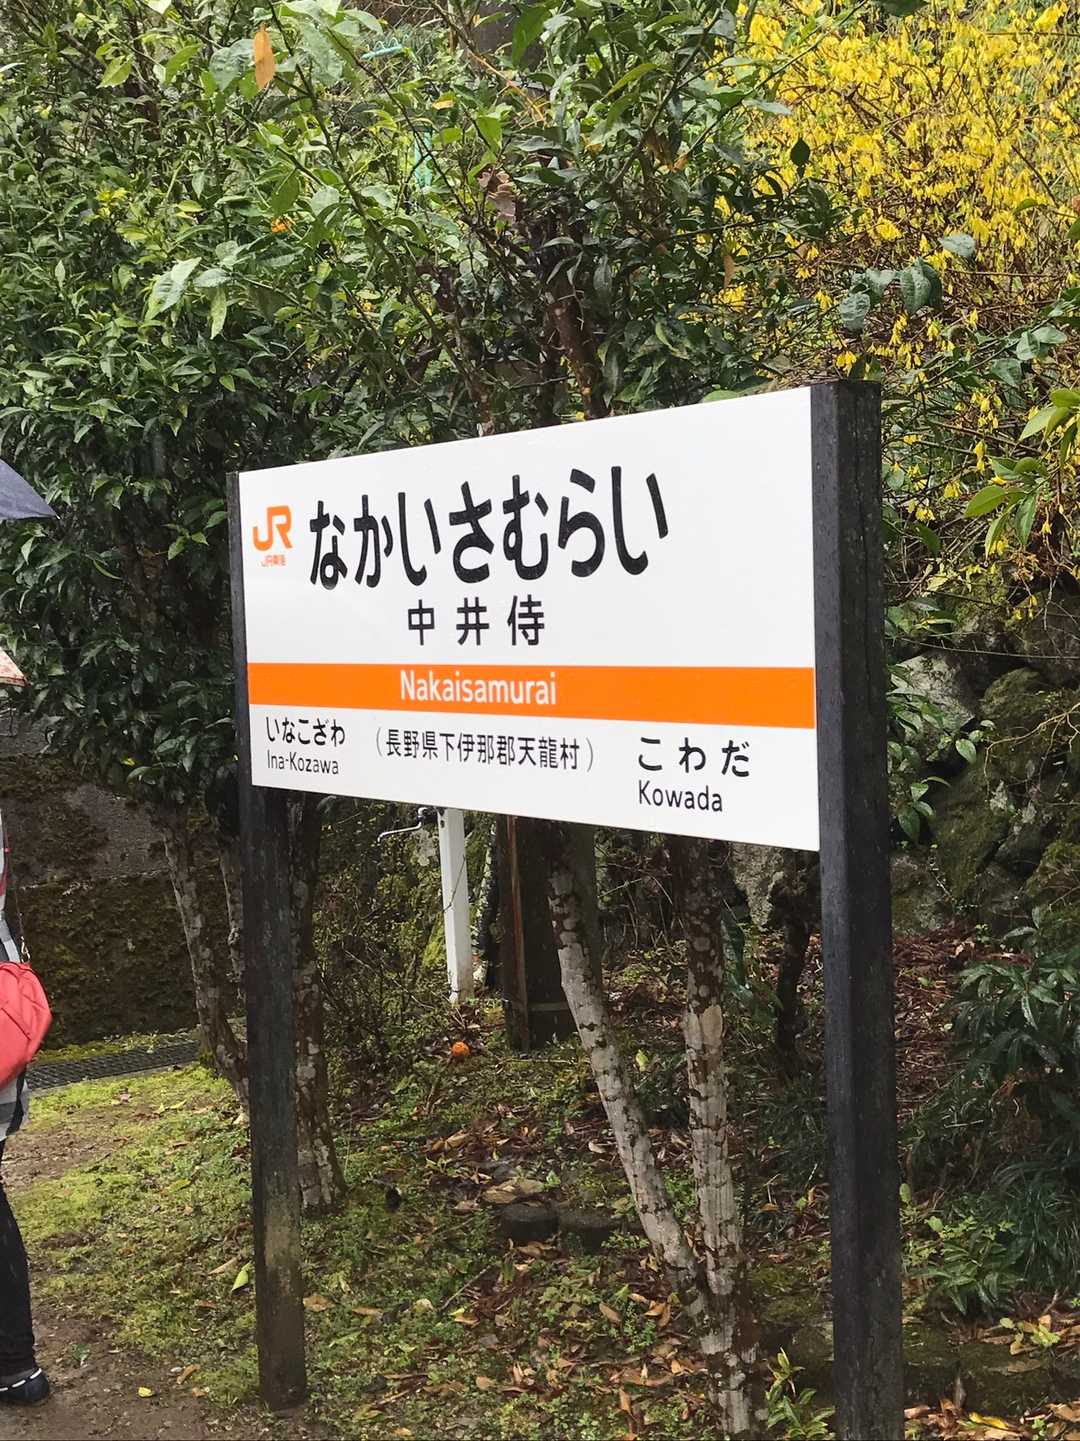 JR
JR東海
なかいさむらい
中井侍
Nakaisamurai
いなこざわ
Ina-Kozawa
(長野県下伊那郡天龍村)
こわだ
Kowada